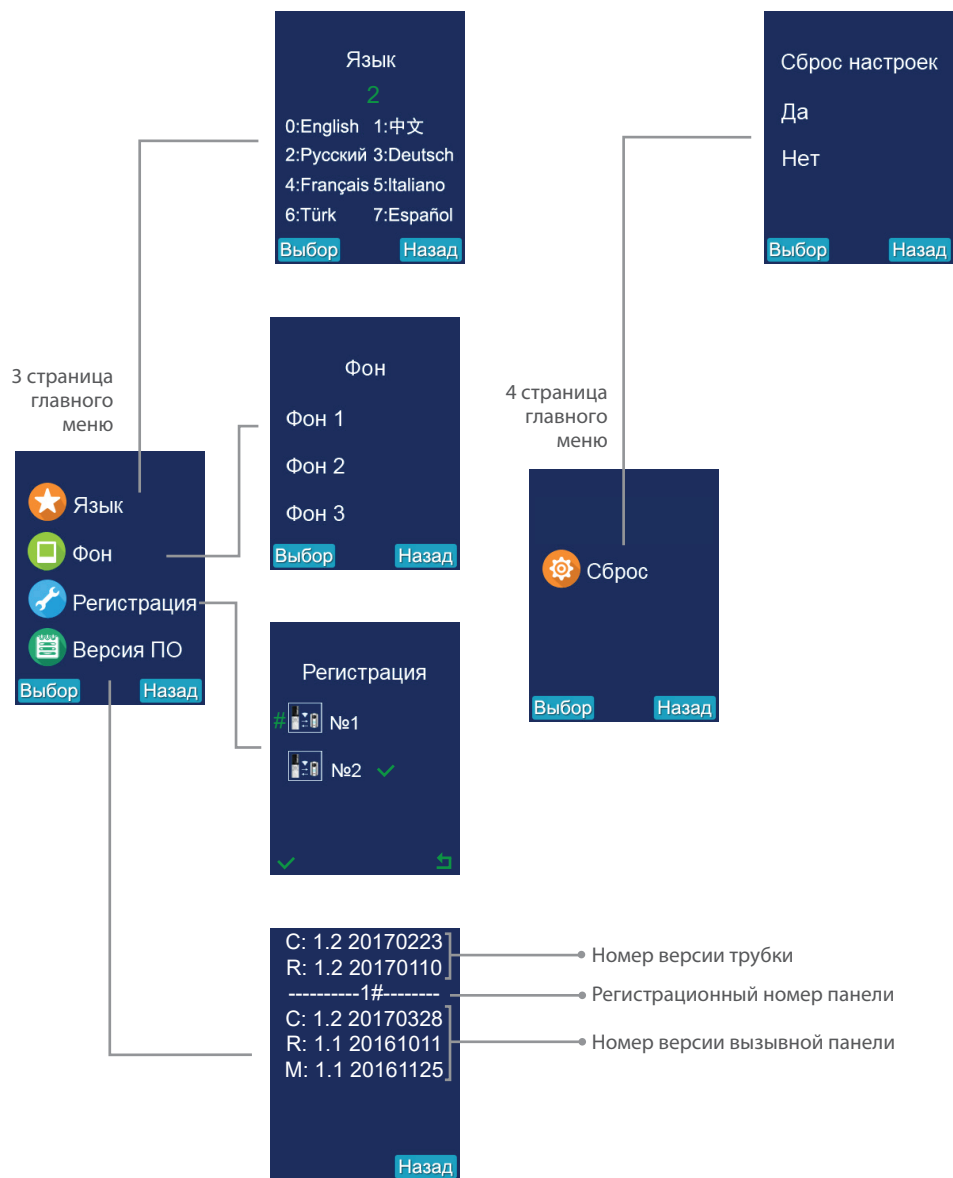 Язык
2
0:English 1:中文
2:Русский 3:Deutsch
4:Français 5:Italiano
6:Türk 7:Español
Выбор Назад
Сброс настроек
Да
Нет
Выбор Назад
3 страница
главного
меню
Язык
Фон
Регистрация
Версия ПО
Выбор Назад
Фон
Фон 1
Фон 2
Фон 3
Выбор Назад
4 страница
главного
меню
Сброс
Выбор Назад
Регистрация
# №1
№2
C: 1.2 20170223
R: 1.2 20170110
----------1#--------
C: 1.2 20170328
R: 1.1 20161011
M: 1.1 20161125
Назад
Номер версии трубки
Регистрационный номер панели
Номер версии вызывной панели